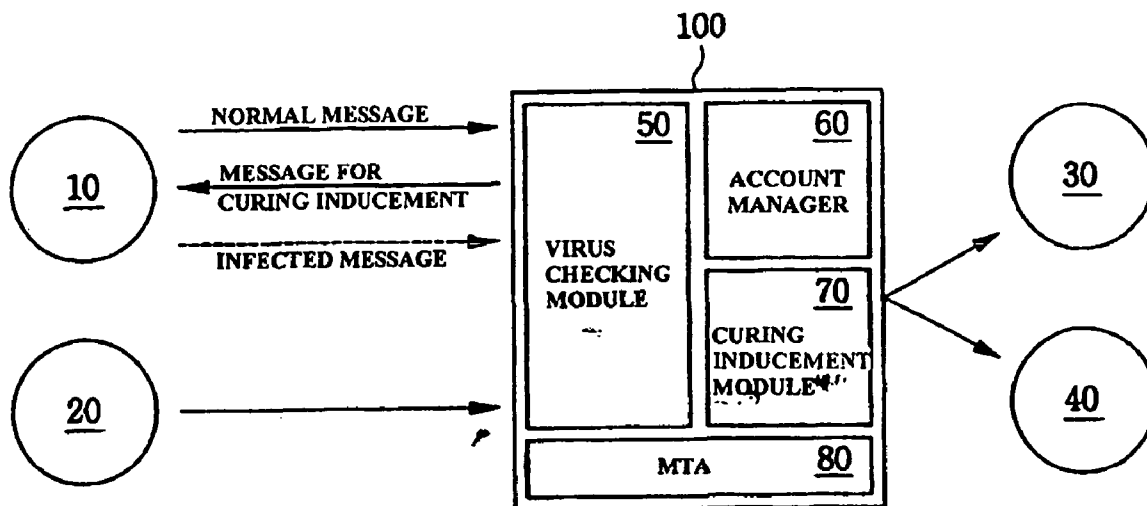 100
NORMAL MESSAGE
10
MESSAGE FOR
CURING INDUCEMENT
INFECTED MESSAGE
20
50
VIRUS
CHECKING
MODULE
60
ACCOUNT
MANAGER
70
CURING
INDUCEMENT
MODULE
MTA 80
30
40